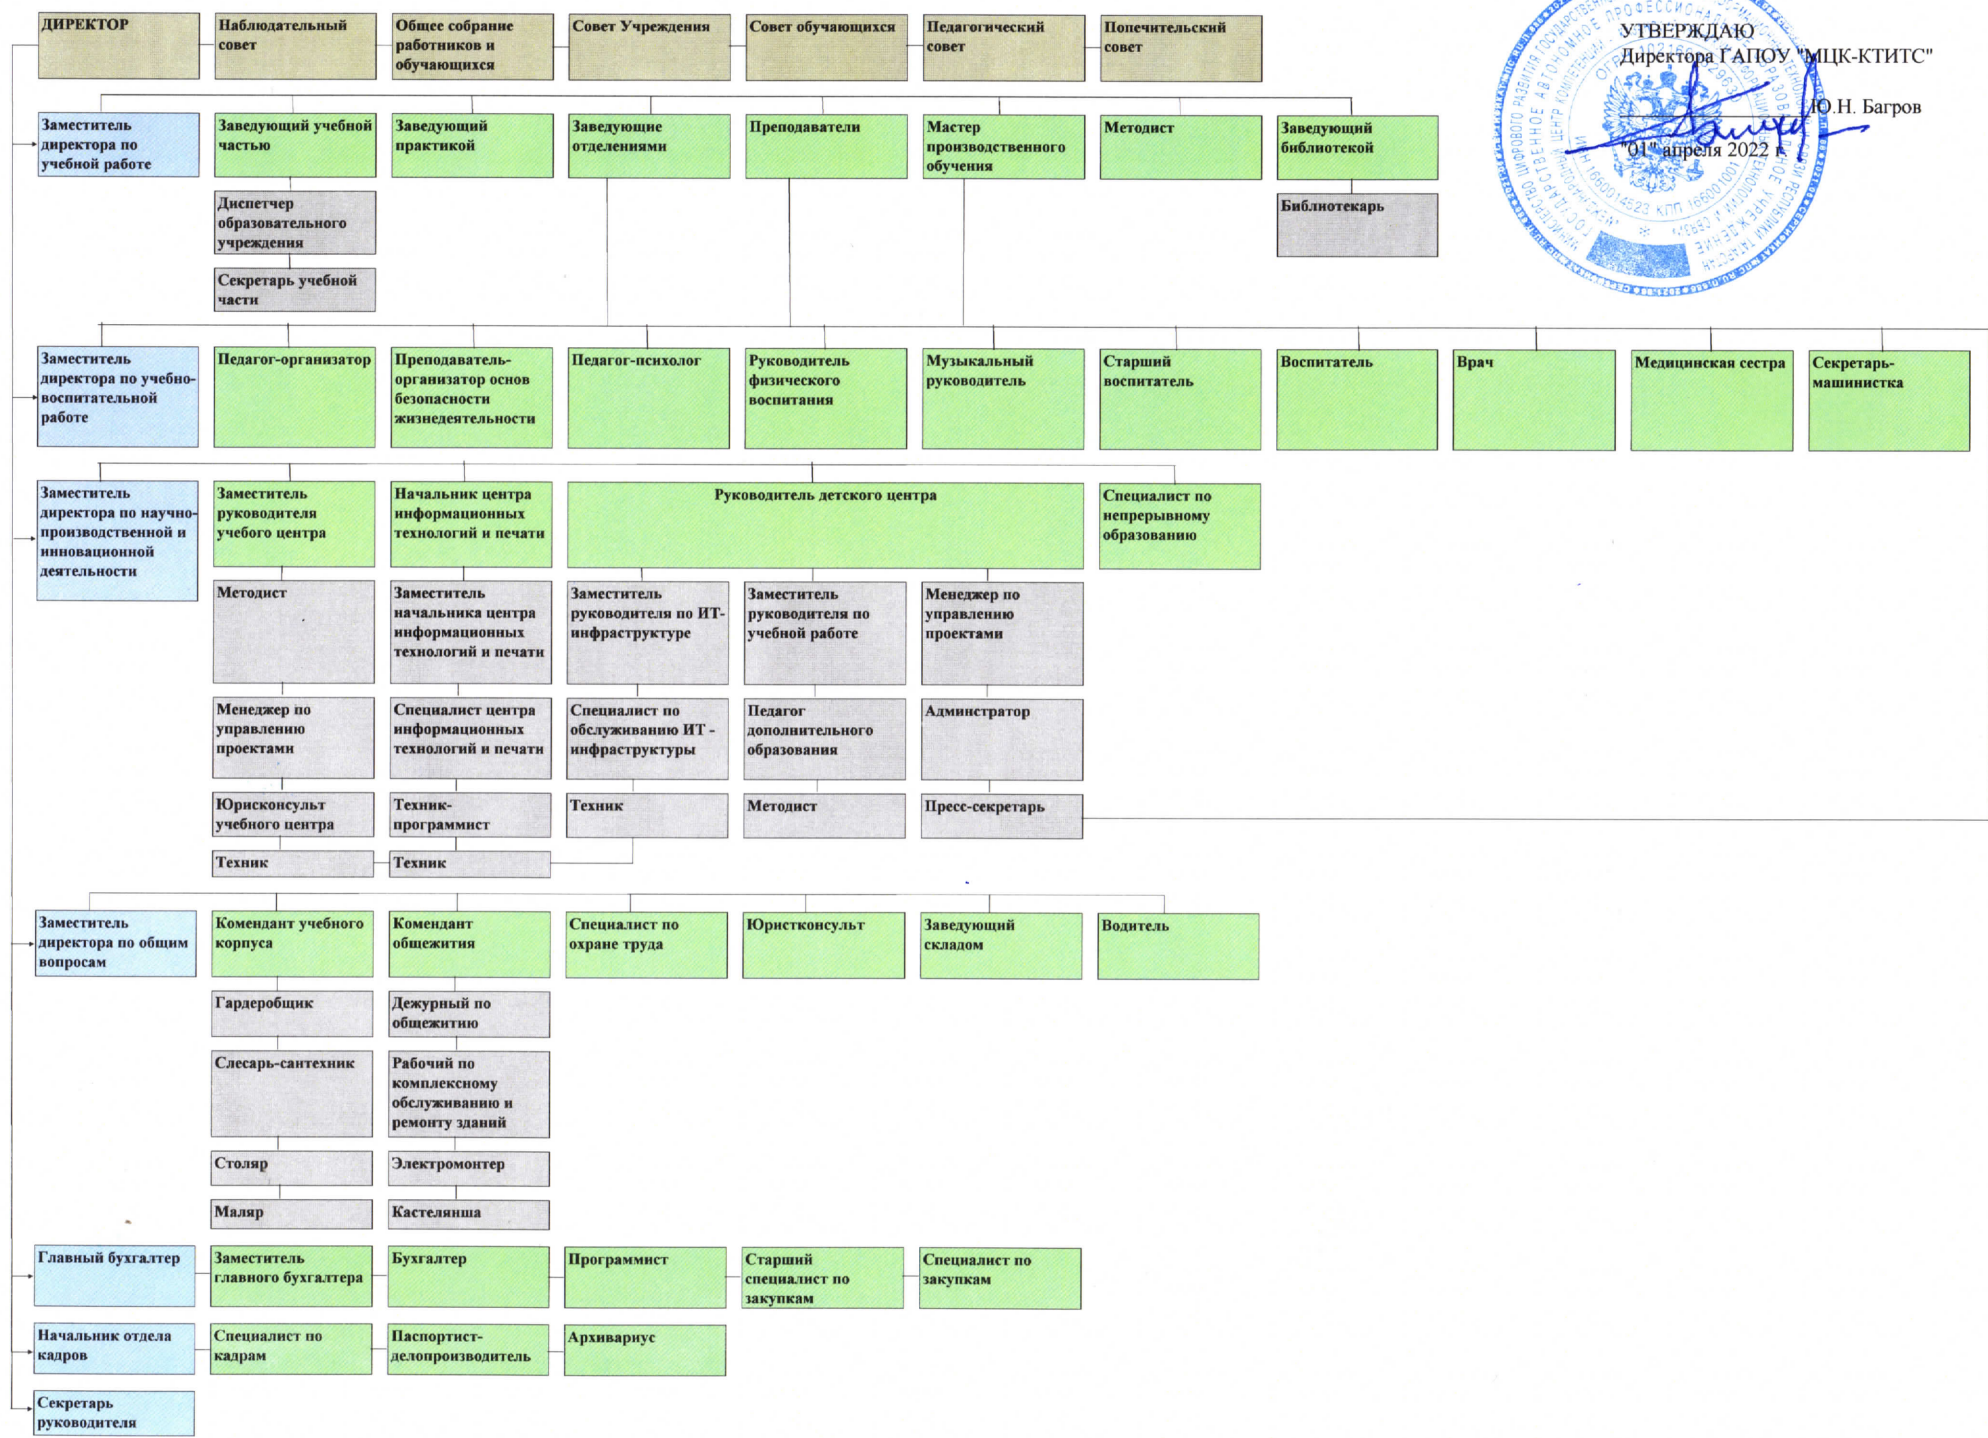 ДИРЕКТОР
Наблюдательный
совет
Общее собрание
работников и
обучающихся
Совет Учреждения
Совет обучающихся
Педагогический
совет
Попечительский
совет
УТВЕРЖДАЮ
Директора ГАПОУ "МЦК-КТИТС"
Ю.Н. Багров
"01" апреля 2022 г.
Заместитель
директора по
учебной работе
Заведующий учебной
частью
Заведующий
практикой
Заведующие
отделениями
Преподаватели
Мастер
производственного
обучения
Методист
Заведующий
библиотекой
Диспетчер
образовательного
учреждения
Библиотекарь
Секретарь учебной
части
Заместитель
директора по учебно-
воспитательной
работе
Педагог-организатор
Преподаватель-
организатор основ
безопасности
жизнедеятельности
Педагог-психолог
Руководитель
физического
воспитания
Музыкальный
руководитель
Старший
воспитатель
Воспитатель
Врач
Медицинская сестра
Секретарь-
машинистка
Заместитель
директора по научно-
производственной и
инновационной
деятельности
Заместитель
руководителя
учебого центра
Начальник центра
информационных
технологий и печати
Руководитель детского центра
Специалист по
непрерывному
образованию
Методист
Заместитель
начальника центра
информационных
технологий и печати
Заместитель
руководителя по ИТ-
инфраструктуре
Заместитель
руководителя по
учебной работе
Менеджер по
управлению
проектами
Менеджер по
управлению
проектами
Специалист центра
информационных
технологий и печати
Специалист по
обслуживанию ИТ -
инфраструктуры
Педагог
дополнительного
образования
Админстратор
Юрисконсульт
учебного центра
Техник-
программист
Техник
Методист
Пресс-секретарь
Техник
Техник
Заместитель
директора по общим
вопросам
Комендант учебного
корпуса
Комендант
общежития
Специалист по
охране труда
Юристконсульт
Заведующий
складом
Водитель
Гардеробщик
Дежурный по
общежитию
Слесарь-сантехник
Рабочий по
комплексному
обслуживанию и
ремонту зданий
Столяр
Электромонтер
Маляр
Кастелянша
Главный бухгалтер
Заместитель
главного бухгалтера
Бухгалтер
Программист
Старший
специалист по
закупкам
Специалист по
закупкам
Начальник отдела
кадров
Специалист по
кадрам
Паспортист-
делопроизводитель
Архивариус
Секретарь
руководителя